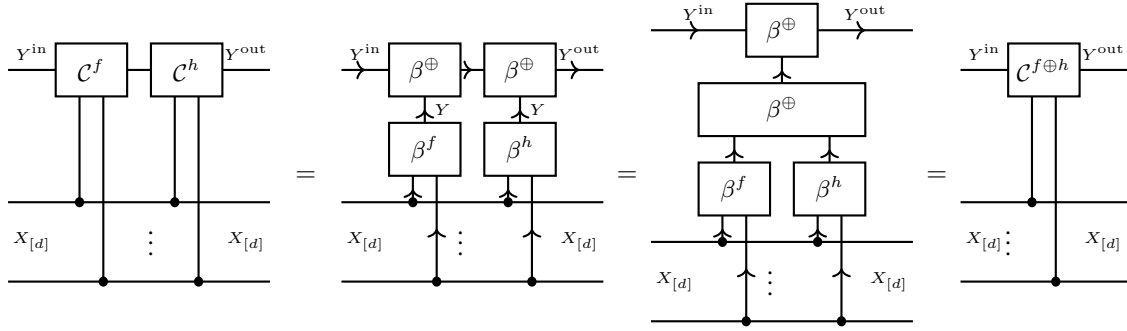 Y^in C^f C^h Y^out
X_[d] ⋮ X_[d]
=
Y^in β^⊕ β^⊕ Y^out
Y Y
β^f β^h
X_[d] ⋮ X_[d]
=
Y^in β^⊕ Y^out
β^⊕
β^f β^h
X_[d] ⋮ X_[d]
=
Y^in C^{f⊕h} Y^out
X_[d] ⋮ X_[d]